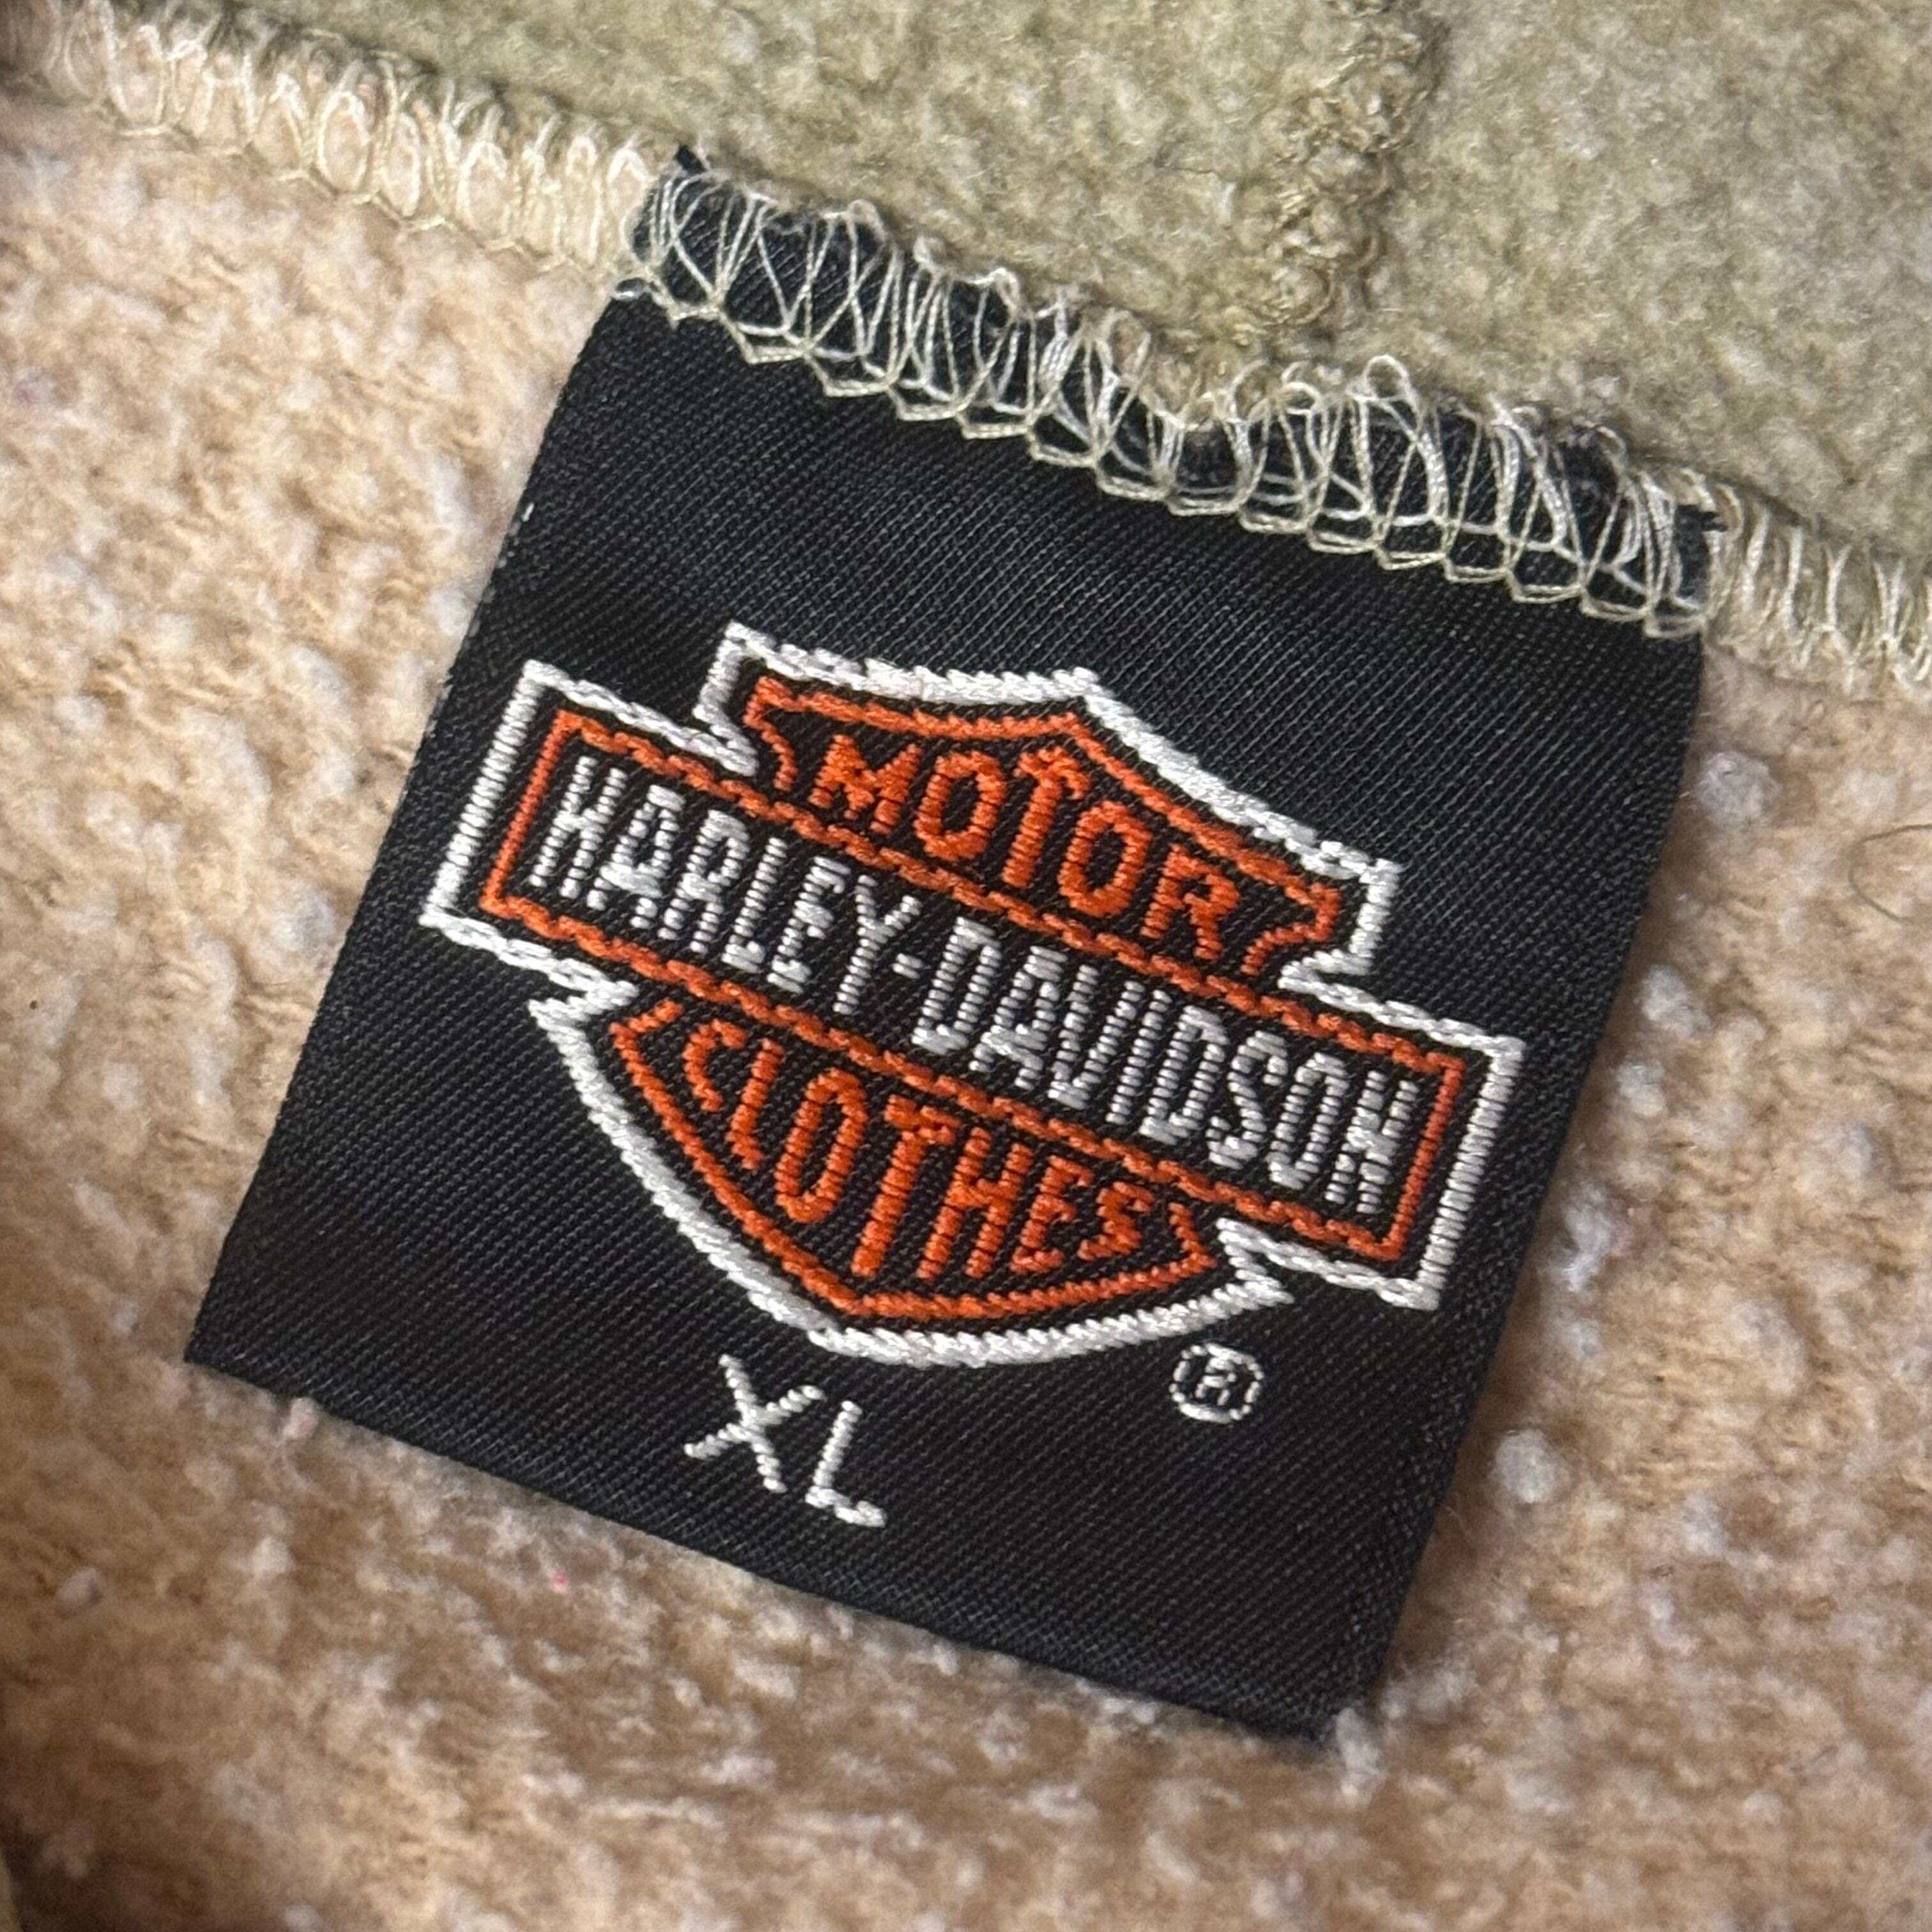 MOTOR
HARLEY-DAVIDSON
CLOTHES
®
XL